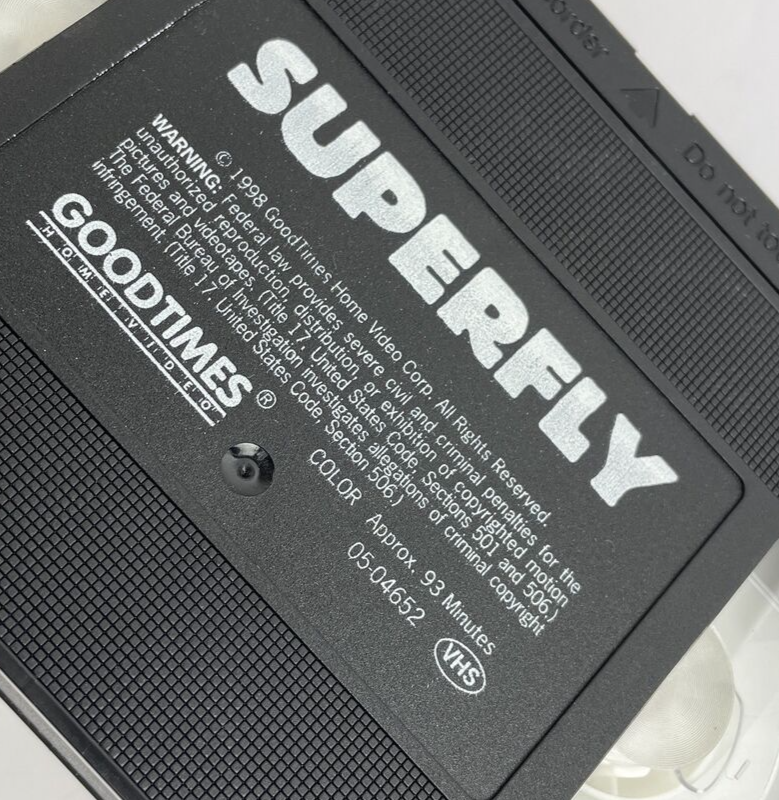 SUPERFLY
© 1998 GoodTimes Home Video Corp. All Rights Reserved.
WARNING: Federal law provides severe civil and criminal penalties for the
unauthorized reproduction, distribution, or exhibition of copyrighted motion
pictures and videotapes. (Title 17, United States Code, Sections 501 and 506.)
The Federal Bureau of Investigation investigates allegations of criminal copyright
infringement. (Title 17, United States Code, Section 506.)
GOODTIMES®
HOME VIDEO
COLOR Approx. 93 Minutes
05-04652
VHS
Do not